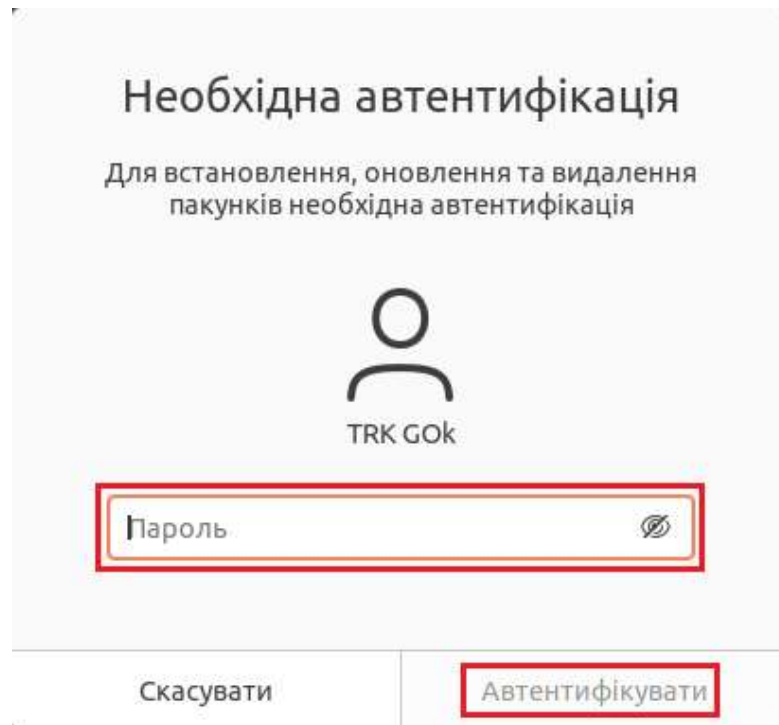 Необхідна автентифікація
Для встановлення, оновлення та видалення
пакунків необхідна автентифікація
TRK GOk
Пароль
Скасувати
Автентифікувати